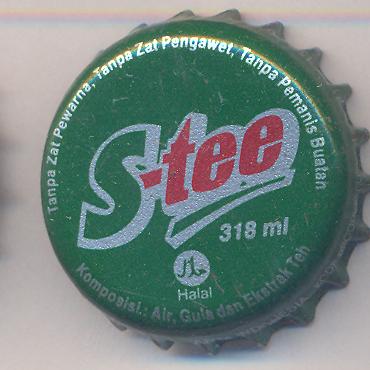 Tanpa Zat Pewarna, Tanpa Zat Pengawet, Tanpa Pemanis Buatan
S-tee
318 ml
Halal
Komposisi.: Air, Gula dan Ekstrak Teh